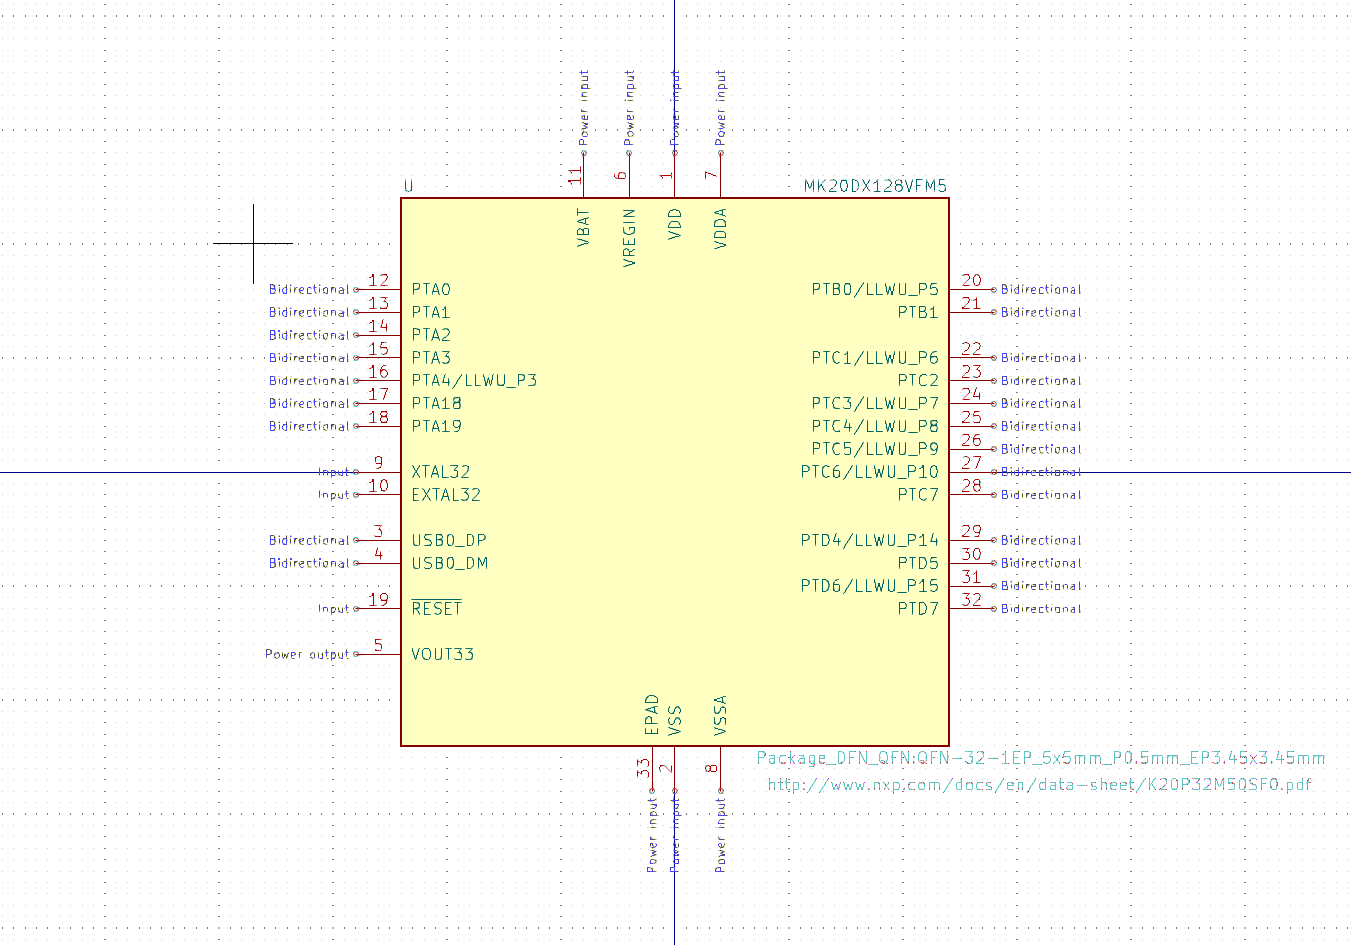 Power input Power input Power input Power input
11 6 1 7
U MK20DX128VFM5
VBAT VREGIN VDD VDDA
Bidirectional 12 PTA0 PTB0/LLWU_P5 20 Bidirectional
Bidirectional 13 PTA1 PTB1 21 Bidirectional
Bidirectional 14 PTA2
Bidirectional 15 PTA3 PTC1/LLWU_P6 22 Bidirectional
Bidirectional 16 PTA4/LLWU_P3 PTC2 23 Bidirectional
Bidirectional 17 PTA18 PTC3/LLWU_P7 24 Bidirectional
Bidirectional 18 PTA19 PTC4/LLWU_P8 25 Bidirectional
PTC5/LLWU_P9 26 Bidirectional
Input 9 XTAL32 PTC6/LLWU_P10 27 Bidirectional
Input 10 EXTAL32 PTC7 28 Bidirectional
Bidirectional 3 USB0_DP PTD4/LLWU_P14 29 Bidirectional
Bidirectional 4 USB0_DM PTD5 30 Bidirectional
PTD6/LLWU_P15 31 Bidirectional
Input 19 RESET PTD7 32 Bidirectional
Power output 5 VOUT33
EPAD VSS VSSA
33 2 8
Package_DFN_QFN:QFN-32-1EP_5x5mm_P0.5mm_EP3.45x3.45mm
http://www.nxp.com/docs/en/data-sheet/K20P32M50SF0.pdf
Power input Power input Power input